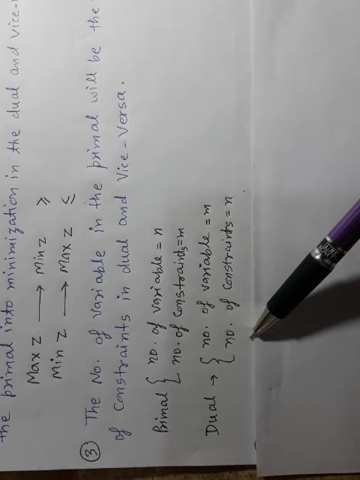 the primal into minimization in the dual and vice-
Max Z → Min Z ≥
Min Z → Max Z ≤
③ The No. of variable in the primal will be the
of Constraints in dual and Vice-Versa.
Primal { no. of variable = n
no. of constraints = m
Dual → { no. of variable = m
no. of constraints = n